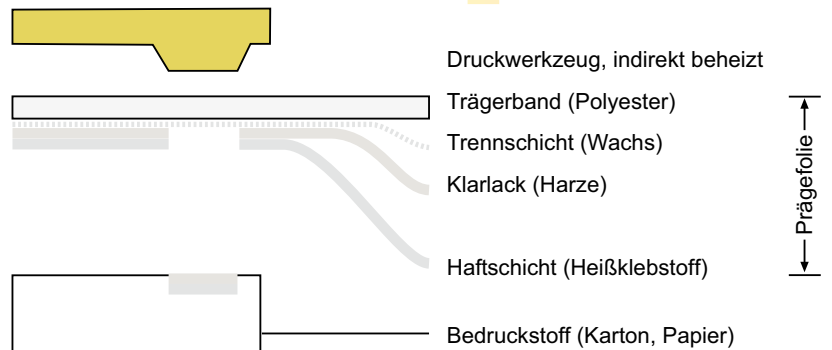 Druckwerkzeug, indirekt beheizt
Trägerband (Polyester)
Trennschicht (Wachs)
Klarlack (Harze)
Prägefolie
Haftschicht (Heißklebstoff)
Bedruckstoff (Karton, Papier)